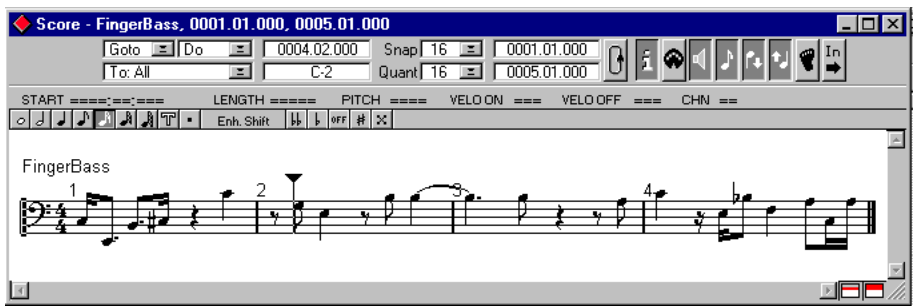 Score - FingerBass, 0001.01.000, 0005.01.000
Goto Do 0004.02.000 Snap 16 0001.01.000 In
To: All C-2 Quant 16 0005.01.000
START ====:==:=== LENGTH ===== PITCH ==== VELO ON === VELO OFF === CHN ==
T Enh. Shift OFF #
FingerBass
1 2 3 4
4
4